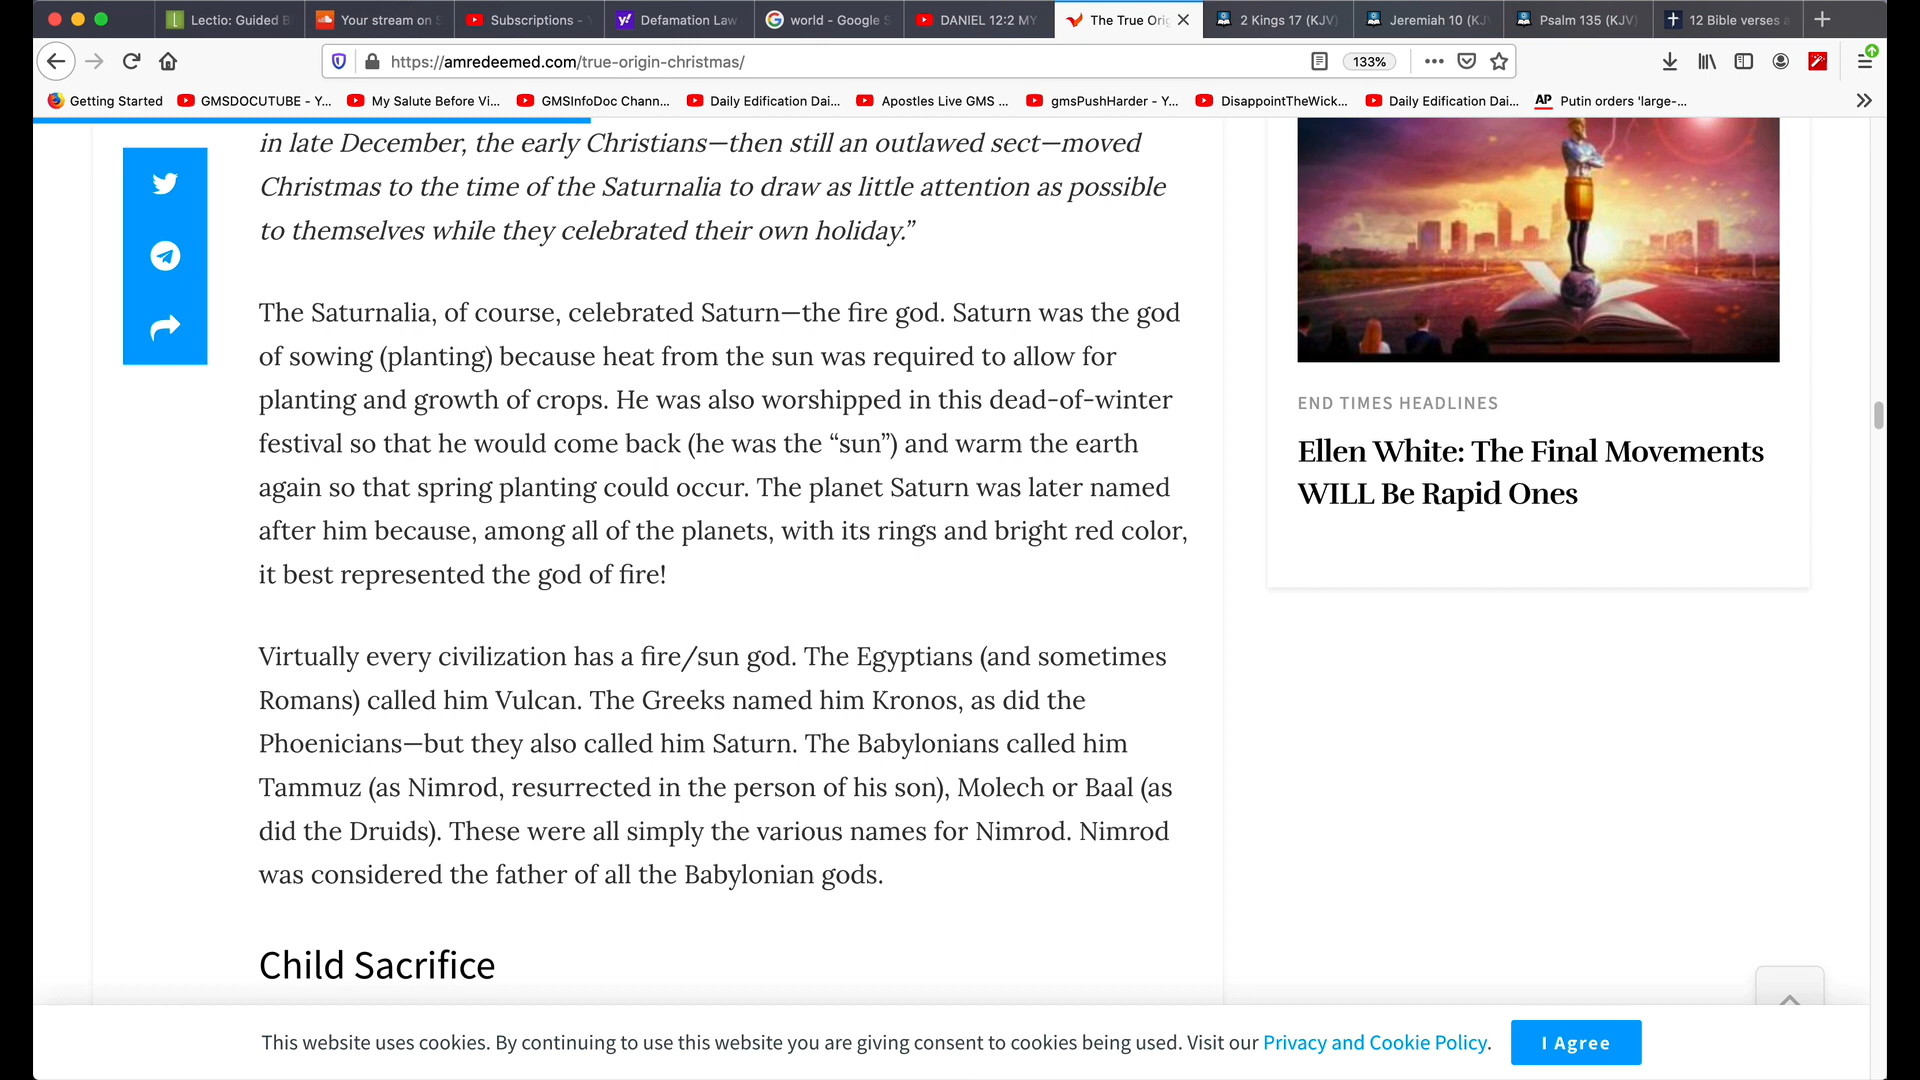 Lectio: Guided B
Your stream on S
Subscriptions - Y
Defamation Law
world - Google S
DANIEL 12:2 MY
The True Orig
2 Kings 17 (KJV)
Jeremiah 10 (KJV
Psalm 135 (KJV)
12 Bible verses a
https://amredeemed.com/true-origin-christmas/
133%
Getting Started
GMSDOCUTUBE - Y...
My Salute Before Vi...
GMSInfoDoc Chann...
Daily Edification Dai...
Apostles Live GMS ...
gmsPushHarder - Y...
DisappointTheWick...
Daily Edification Dai...
AP Putin orders 'large-...
in late December, the early Christians—then still an outlawed sect—moved
Christmas to the time of the Saturnalia to draw as little attention as possible
to themselves while they celebrated their own holiday.”
The Saturnalia, of course, celebrated Saturn—the fire god. Saturn was the god
of sowing (planting) because heat from the sun was required to allow for
planting and growth of crops. He was also worshipped in this dead-of-winter
festival so that he would come back (he was the “sun”) and warm the earth
again so that spring planting could occur. The planet Saturn was later named
after him because, among all of the planets, with its rings and bright red color,
it best represented the god of fire!
Virtually every civilization has a fire/sun god. The Egyptians (and sometimes
Romans) called him Vulcan. The Greeks named him Kronos, as did the
Phoenicians—but they also called him Saturn. The Babylonians called him
Tammuz (as Nimrod, resurrected in the person of his son), Molech or Baal (as
did the Druids). These were all simply the various names for Nimrod. Nimrod
was considered the father of all the Babylonian gods.
Child Sacrifice
END TIMES HEADLINES
Ellen White: The Final Movements
WILL Be Rapid Ones
This website uses cookies. By continuing to use this website you are giving consent to cookies being used. Visit our Privacy and Cookie Policy.
I Agree